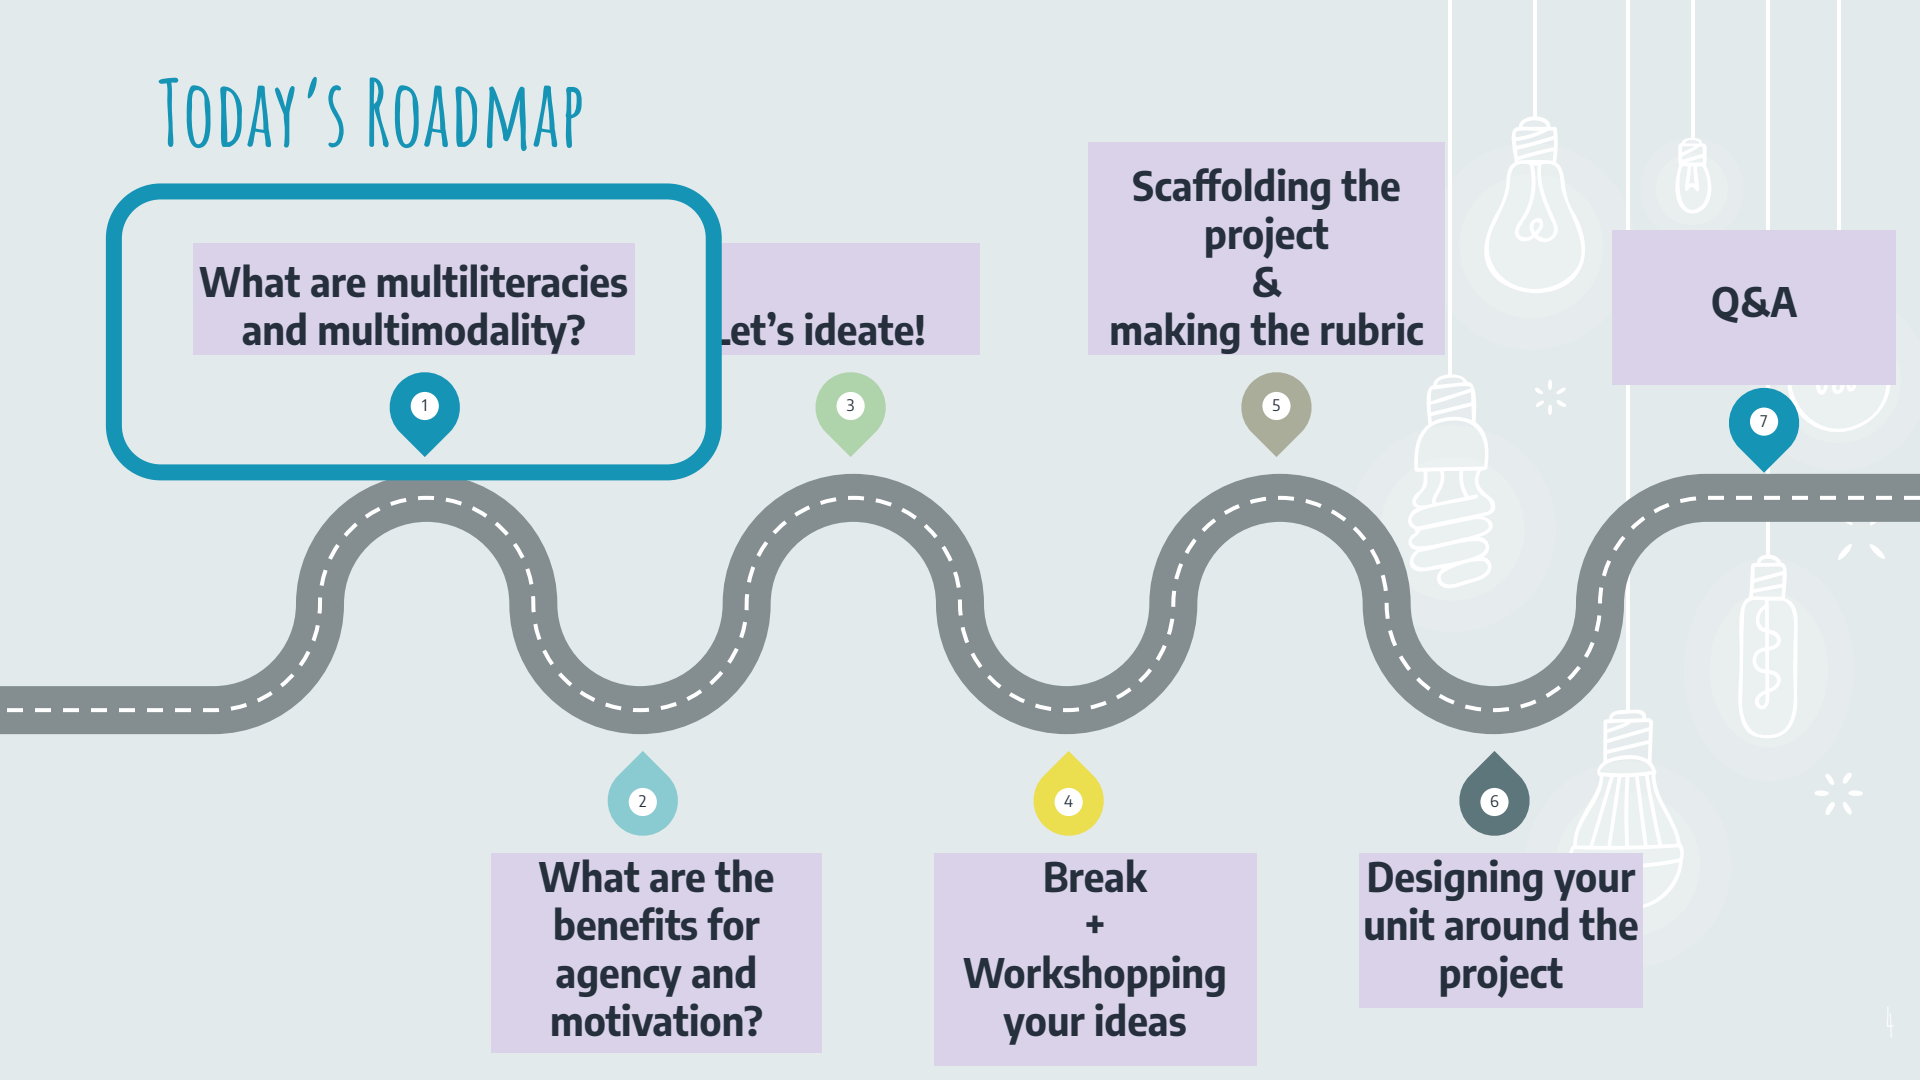 Today's Roadmap
What are multiliteracies
and multimodality?
1
2
What are the
benefits for
agency and
motivation?
Let's ideate!
3
4
Break
+
Workshopping
your ideas
Scaffolding the
project
&
making the rubric
5
6
Designing your
unit around the
project
Q&A
7
4